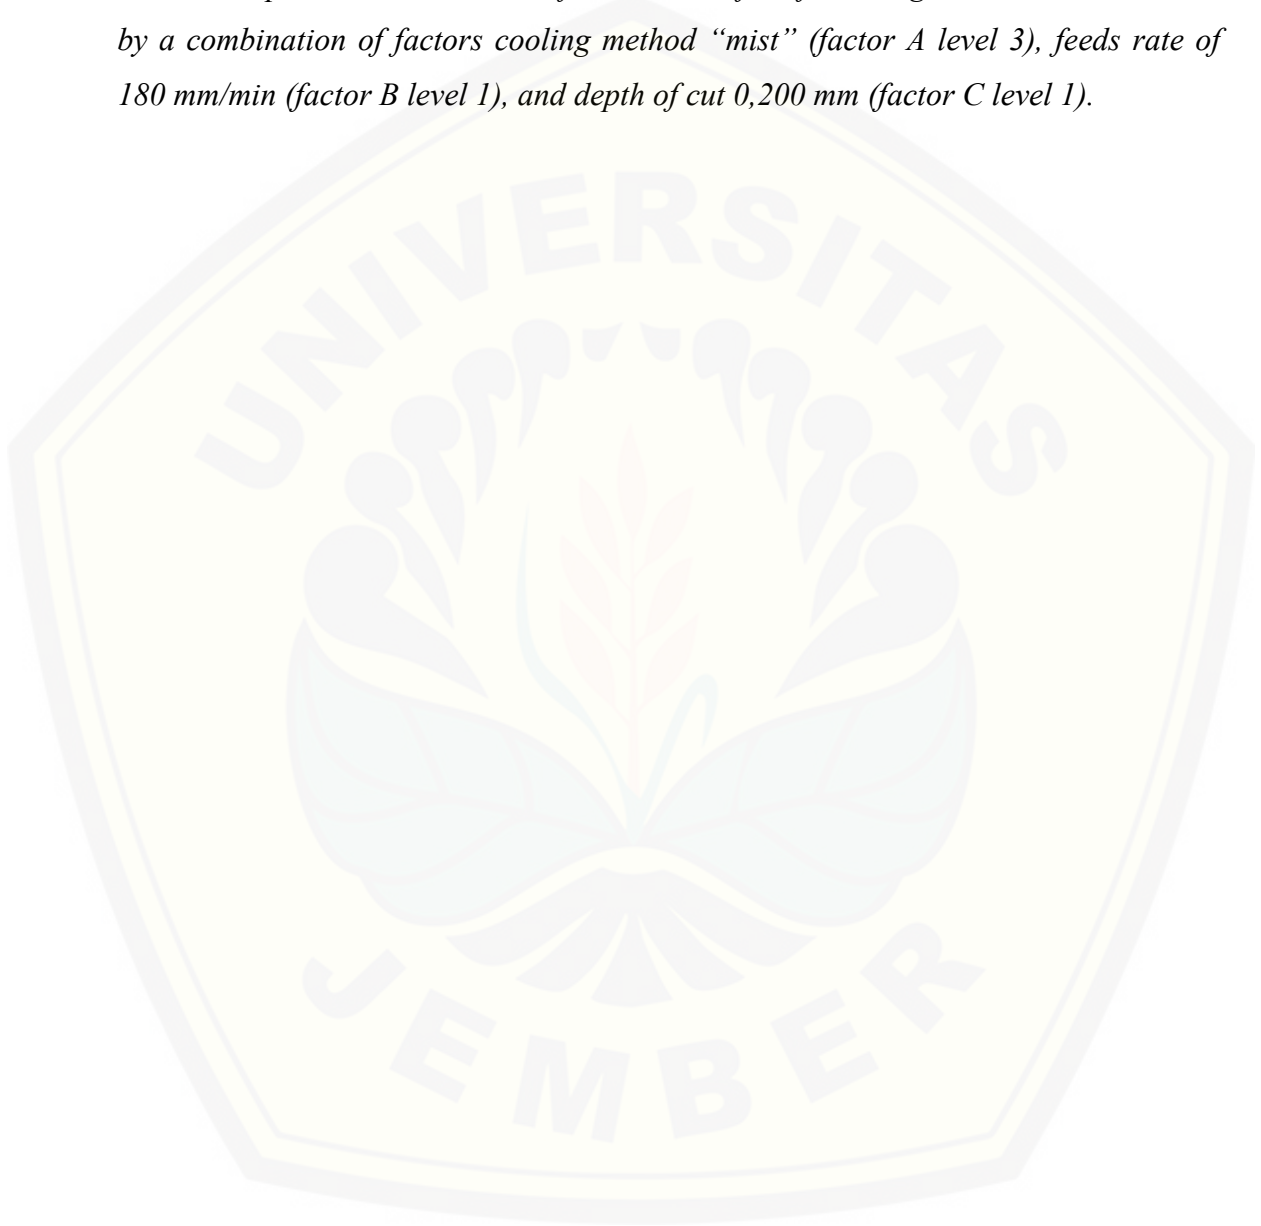 by a combination of factors cooling method “mist” (factor A level 3), feeds rate of
180 mm/min (factor B level 1), and depth of cut 0,200 mm (factor C level 1).
UNIVERSITAS
JEMBER